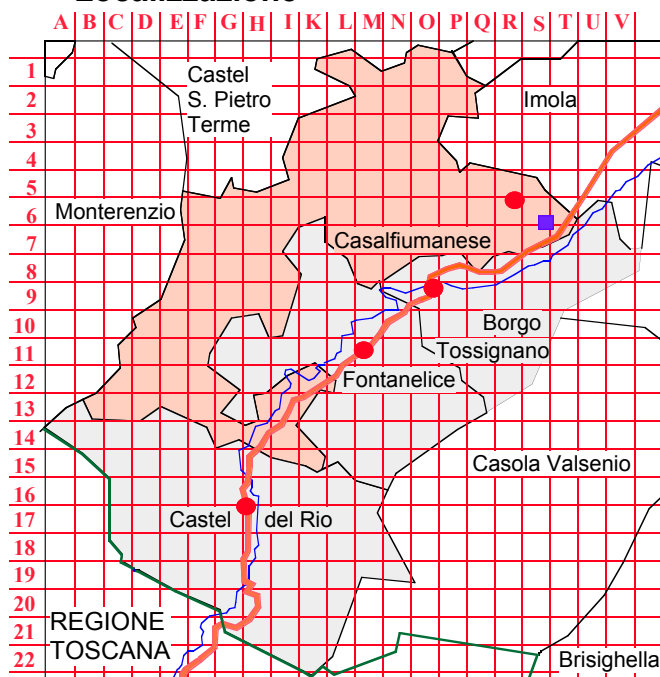 Localizzazione
A B C D E F G H I K L M N O P Q R S T U V
1
2
3
4
5
6
7
8
9
10
11
12
13
14
15
16
17
18
19
20
21
22
Castel
S. Pietro
Terme
Imola
Monterenzio
Casalfiumanese
Borgo
Tossignano
Fontanelice
Casola Valsenio
Castel del Rio
REGIONE
TOSCANA
Brisighella